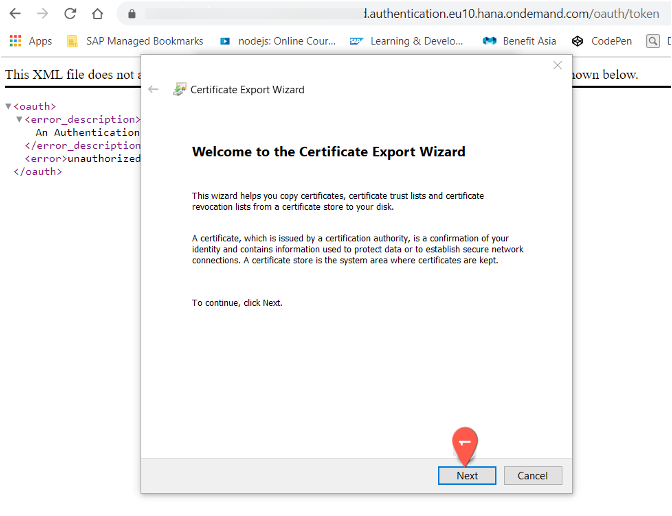 d.authentication.eu10.hana.ondemand.com/oauth/token
Apps SAP Managed Bookmarks nodejs: Online Cour... Learning & Develo... Benefit Asia CodePen
This XML file does not a
hown below.
Certificate Export Wizard
▼<oauth>
▼<error_description>
An Authentication
</error_description
<error>unauthorized
</oauth>
Welcome to the Certificate Export Wizard
This wizard helps you copy certificates, certificate trust lists and certificate
revocation lists from a certificate store to your disk.
A certificate, which is issued by a certification authority, is a confirmation of your
identity and contains information used to protect data or to establish secure network
connections. A certificate store is the system area where certificates are kept.
To continue, click Next.
1
Next Cancel